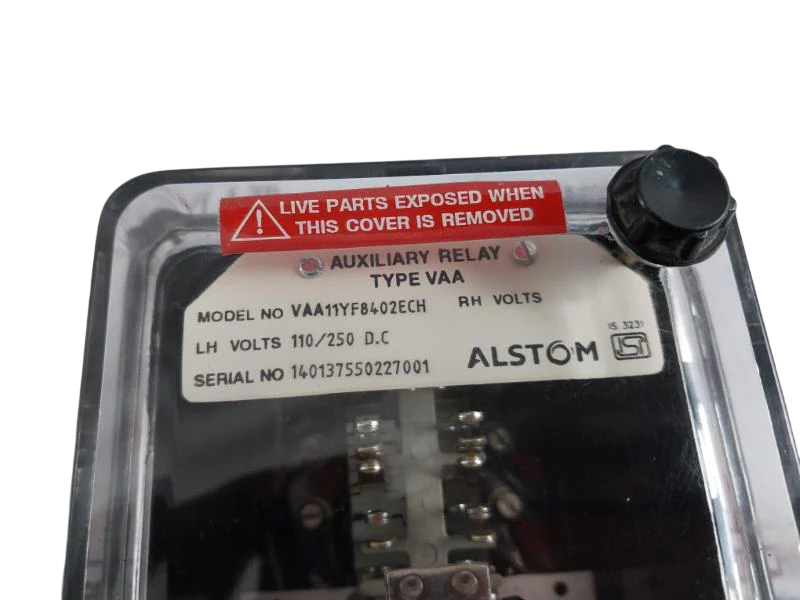 LIVE PARTS EXPOSED WHEN
THIS COVER IS REMOVED
AUXILIARY RELAY
TYPE VAA
MODEL NO VAA11YF8402ECH RH VOLTS
LH VOLTS 110/250 D.C
SERIAL NO 140137550227001
ALSTOM
IS. 3231
ISI